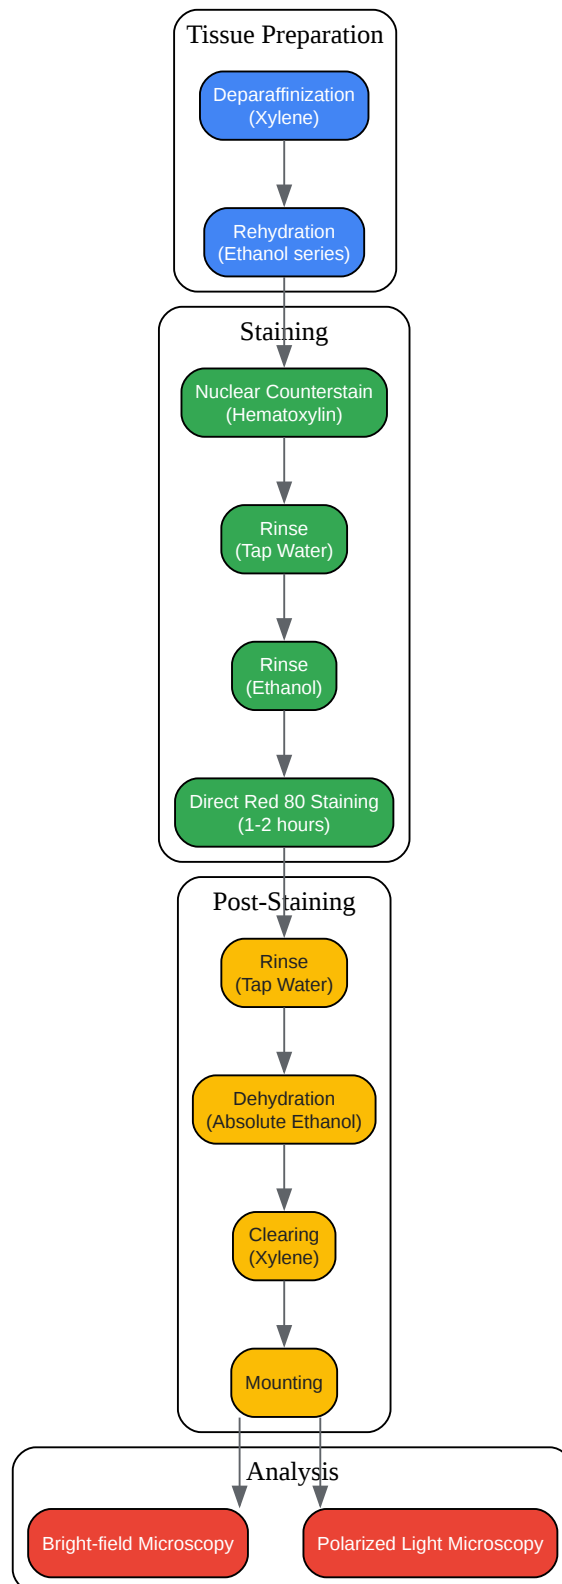 Tissue Preparation
Deparaffinization
(Xylene)
Rehydration
(Ethanol series)
Staining
Nuclear Counterstain
(Hematoxylin)
Rinse
(Tap Water)
Rinse
(Ethanol)
Direct Red 80 Staining
(1-2 hours)
Post-Staining
Rinse
(Tap Water)
Dehydration
(Absolute Ethanol)
Clearing
(Xylene)
Mounting
Analysis
Bright-field Microscopy
Polarized Light Microscopy